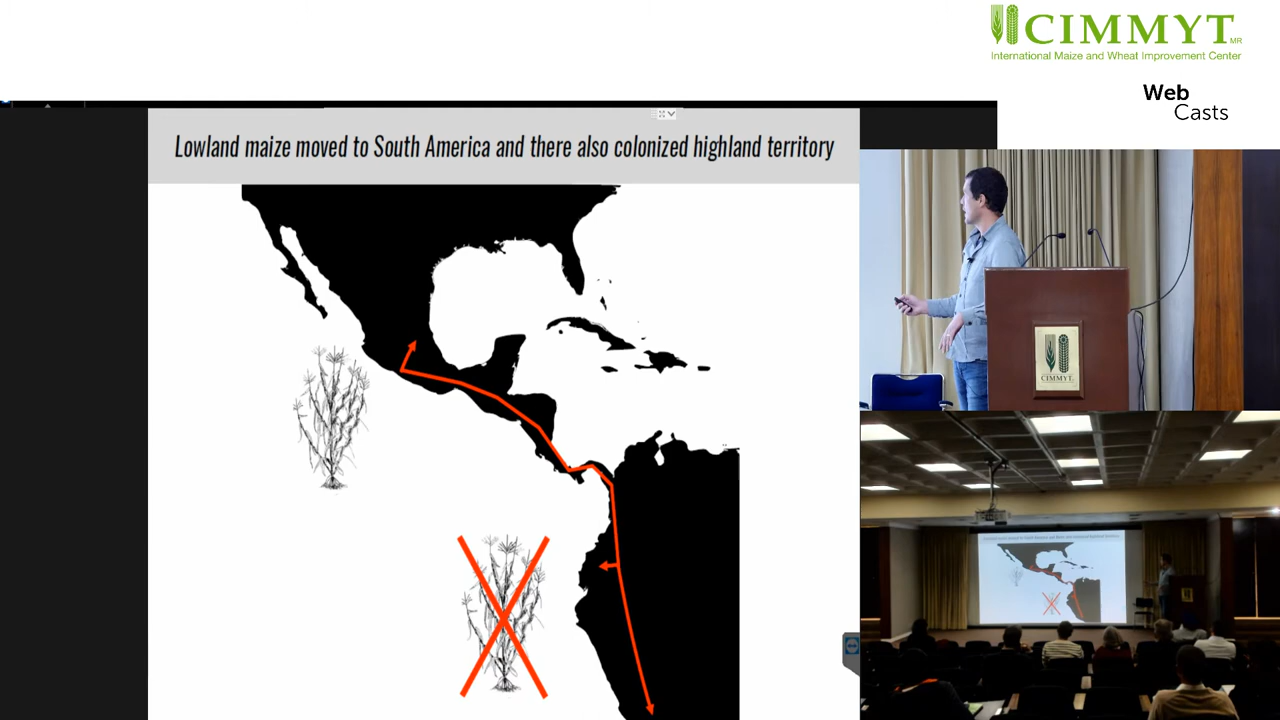 CIMMYT MR
International Maize and Wheat Improvement Center
Web
Casts
Lowland maize moved to South America and there also colonized highland territory
CIMMYT